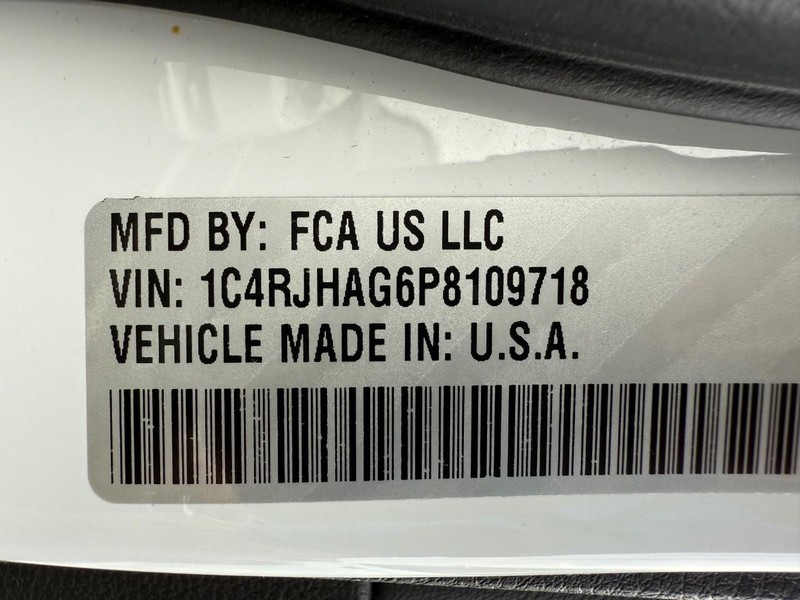 MFD BY: FCA US LLC
VIN: 1C4RJHAG6P8109718
VEHICLE MADE IN: U.S.A.